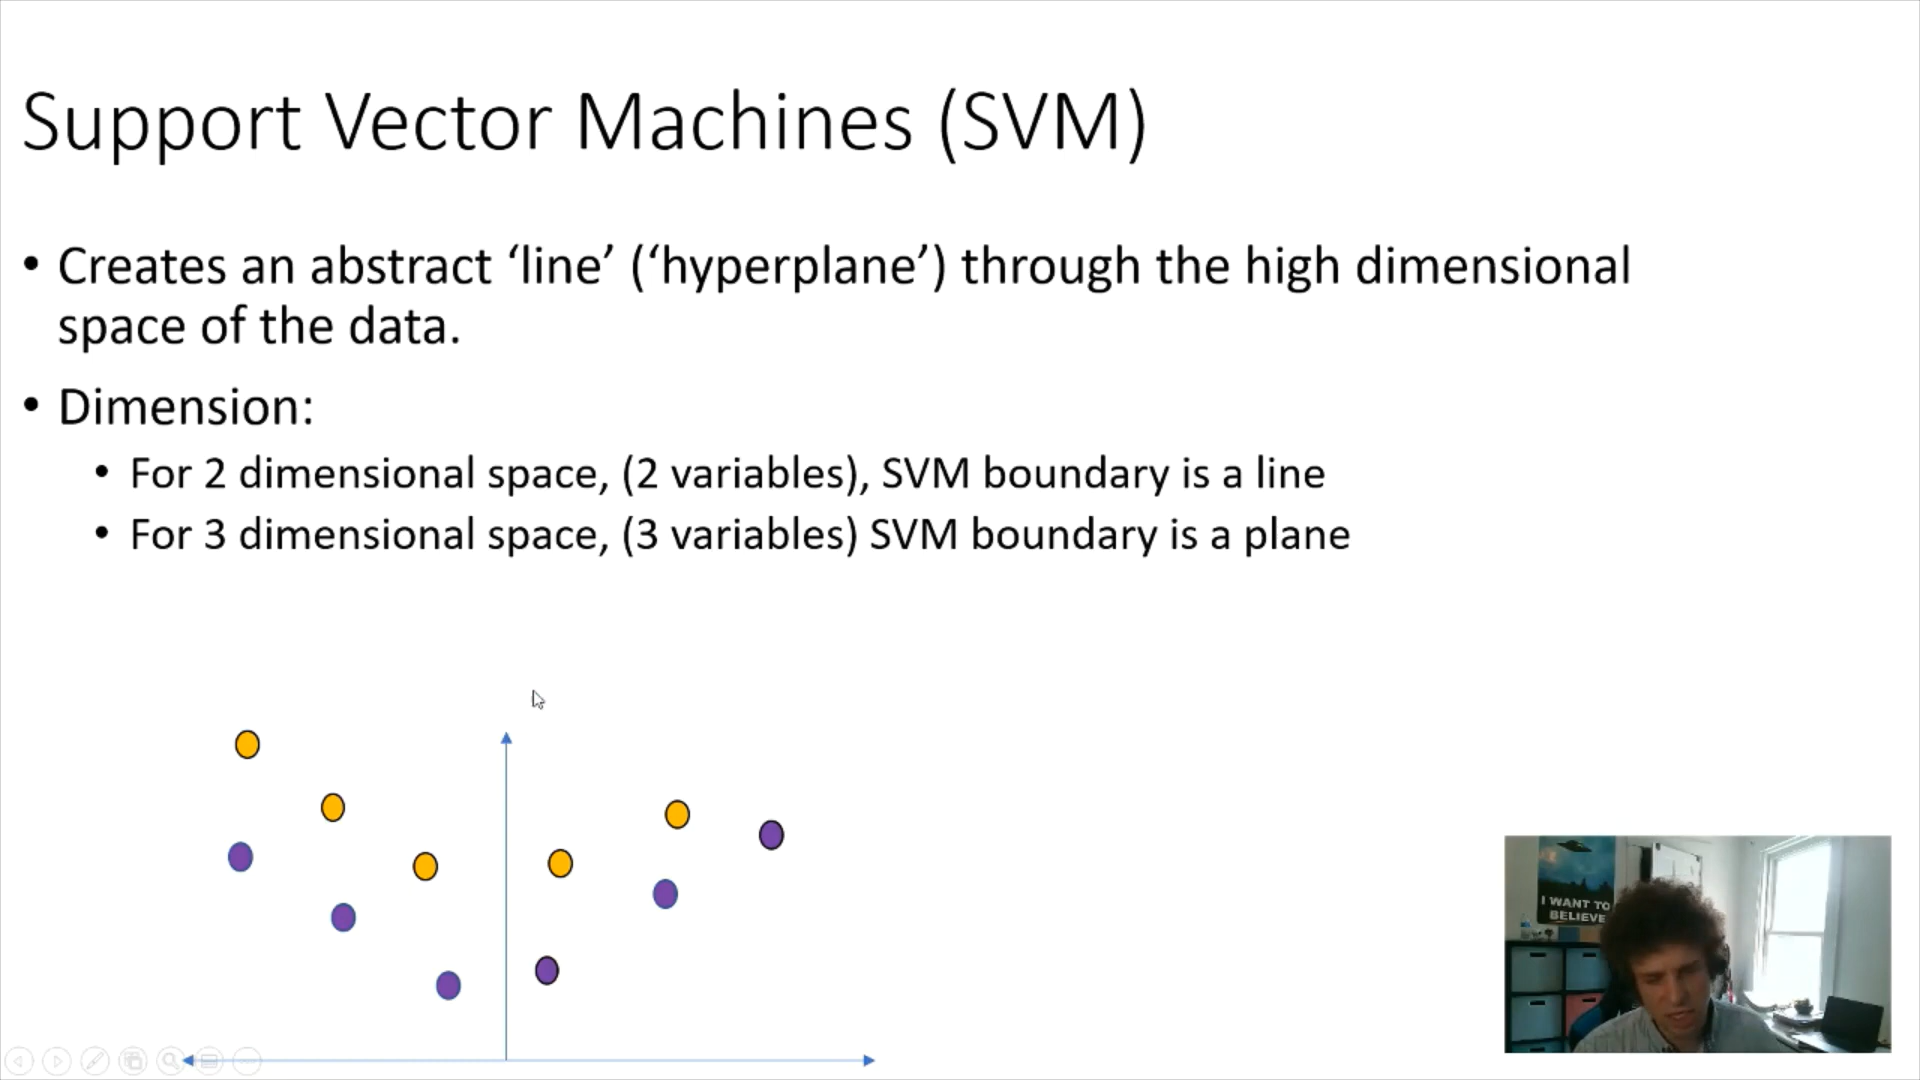 Support Vector Machines (SVM)
• Creates an abstract ‘line’ (‘hyperplane’) through the high dimensional
space of the data.
• Dimension:
• For 2 dimensional space, (2 variables), SVM boundary is a line
• For 3 dimensional space, (3 variables) SVM boundary is a plane
I WANT TO
BELIEVE